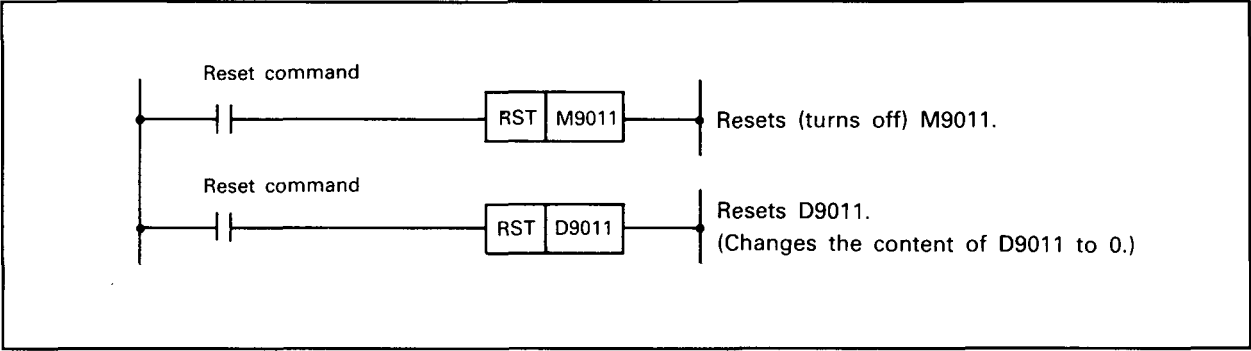 Reset command
RST M9011
Resets (turns off) M9011.
Reset command
RST D9011
Resets D9011.
(Changes the content of D9011 to 0.)